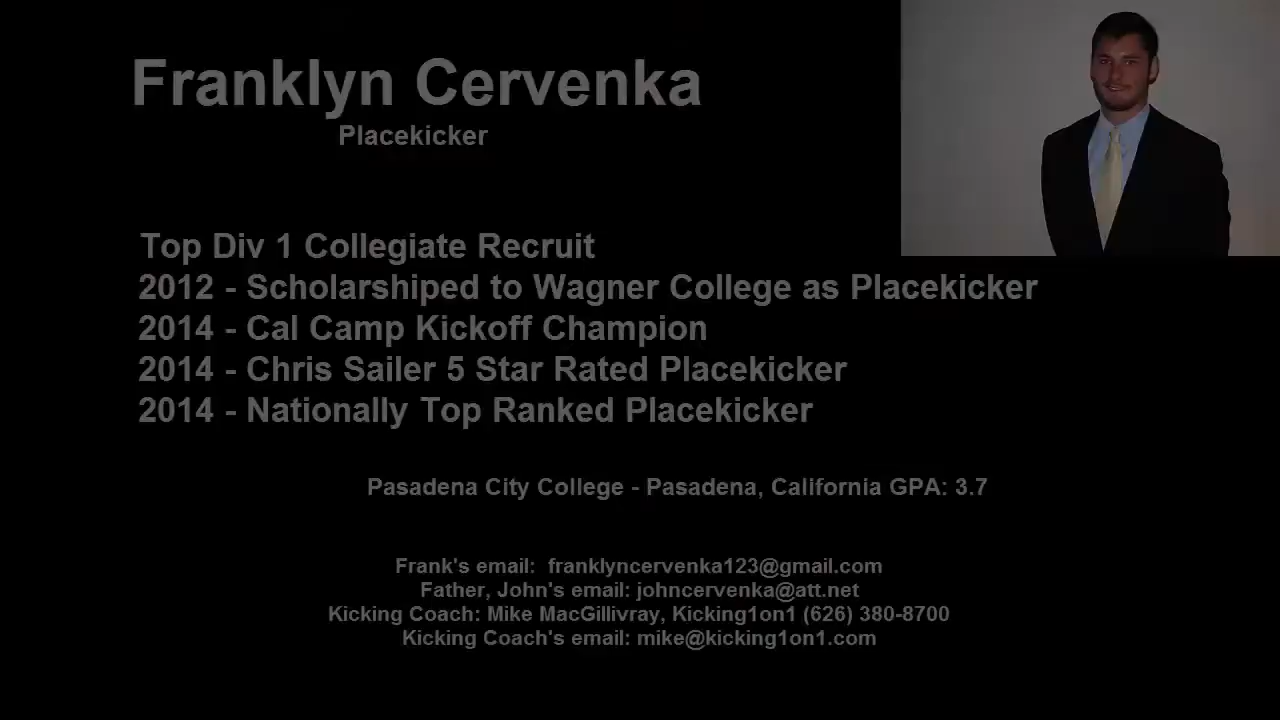 Franklyn Cervenka
Placekicker
Top Div 1 Collegiate Recruit
2012 - Scholarshiped to Wagner College as Placekicker
2014 - Cal Camp Kickoff Champion
2014 - Chris Sailer 5 Star Rated Placekicker
2014 - Nationally Top Ranked Placekicker
Pasadena City College - Pasadena, California GPA: 3.7
Frank's email:  franklyncervenka123@gmail.com
Father, John's email: johncervenka@att.net
Kicking Coach: Mike MacGillivray, Kicking1on1 (626) 380-8700
Kicking Coach's email: mike@kicking1on1.com